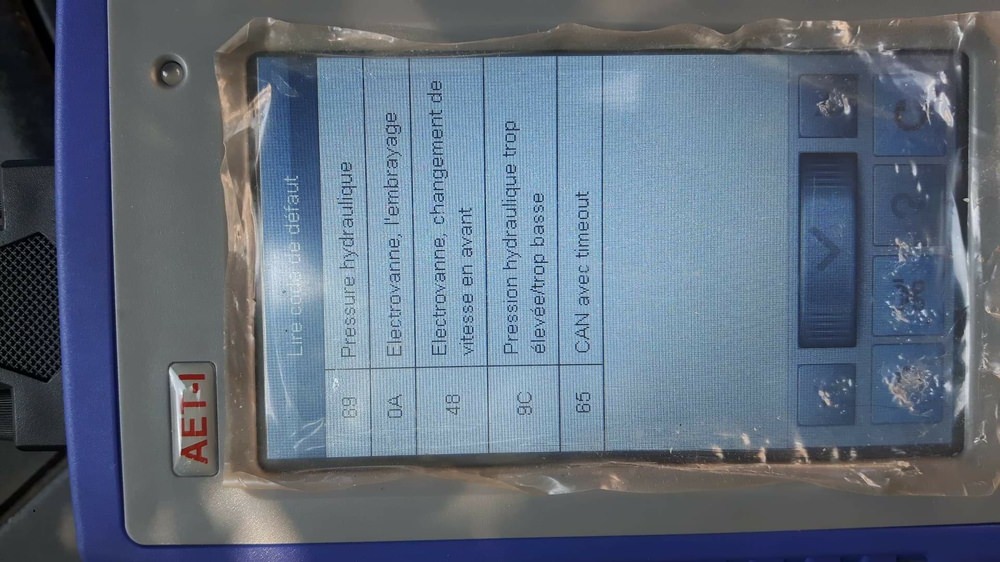 AET-I
Lire code de défaut
69 Pressure hydraulique
0A Electrovanne, l'embrayage
48 Electrovanne, changement de
vitesse en avant
9C Pression hydraulique trop
élevée/trop basse
65 CAN avec timeout